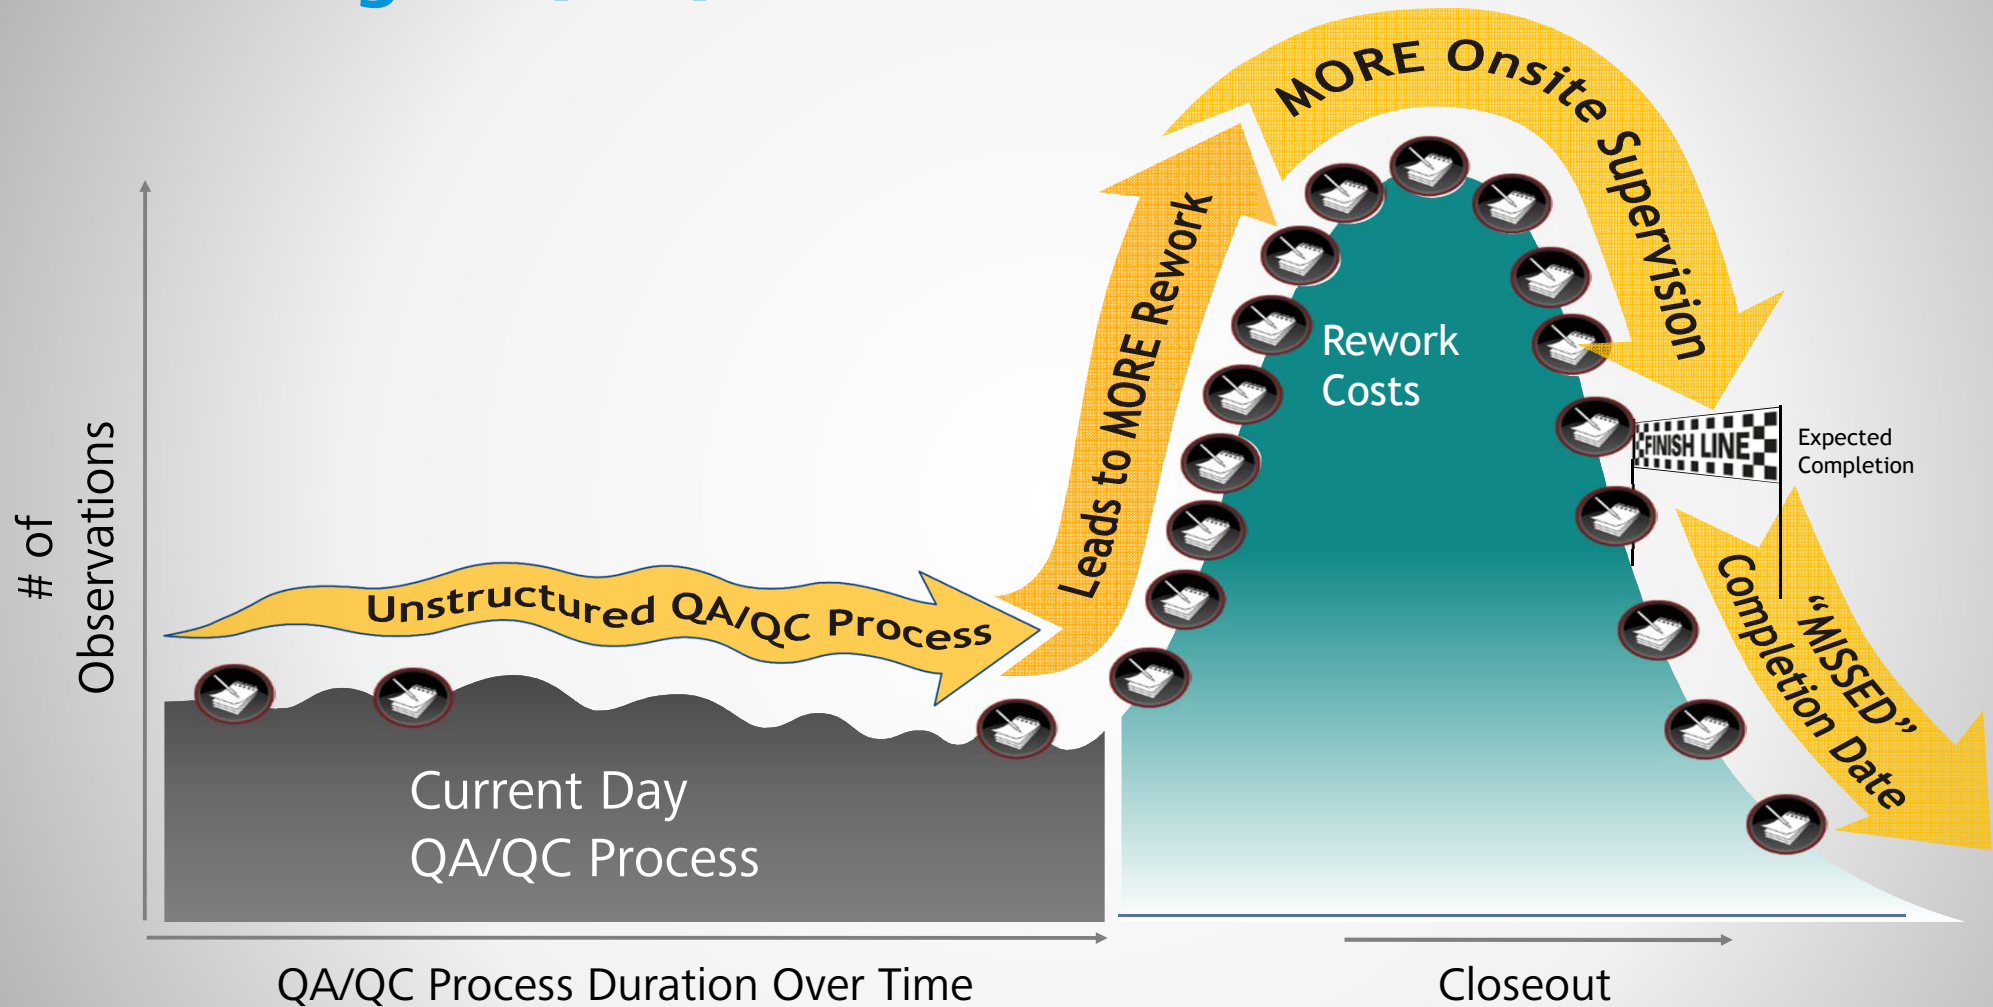 MORE Onsite Supervision
Leads to MORE Rework
Rework
Costs
FINISH LINE
Expected
Completion
# of
Observations
Unstructured QA/QC Process
"MISSED"
Completion Date
Current Day
QA/QC Process
QA/QC Process Duration Over Time
Closeout